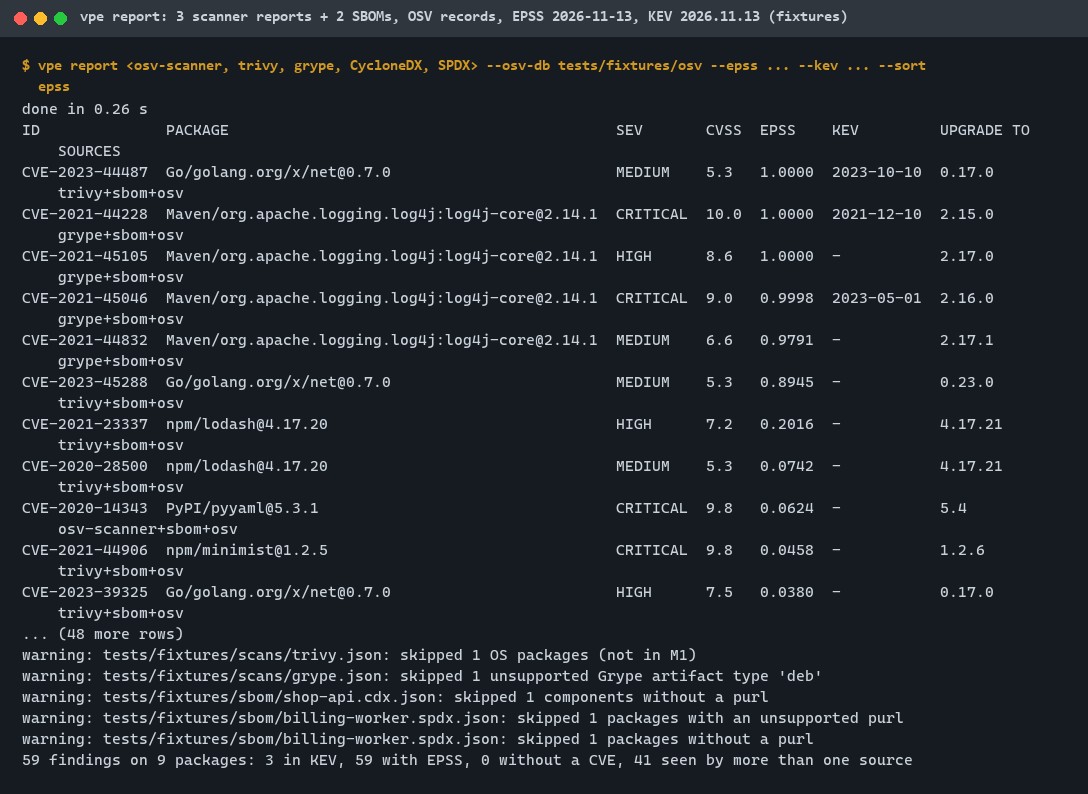 vpe report: 3 scanner reports + 2 SBOMs, OSV records, EPSS 2026-11-13, KEV 2026.11.13 (fixtures)
$ vpe report <osv-scanner, trivy, grype, CycloneDX, SPDX> --osv-db tests/fixtures/osv --epss ... --kev ... --sort
epss
done in 0.26 s
ID PACKAGE SEV CVSS EPSS KEV UPGRADE TO
SOURCES
CVE-2023-44487 Go/golang.org/x/net@0.7.0 MEDIUM 5.3 1.0000 2023-10-10 0.17.0
trivy+sbom+osv
CVE-2021-44228 Maven/org.apache.logging.log4j:log4j-core@2.14.1 CRITICAL 10.0 1.0000 2021-12-10 2.15.0
grype+sbom+osv
CVE-2021-45105 Maven/org.apache.logging.log4j:log4j-core@2.14.1 HIGH 8.6 1.0000 - 2.17.0
grype+sbom+osv
CVE-2021-45046 Maven/org.apache.logging.log4j:log4j-core@2.14.1 CRITICAL 9.0 0.9998 2023-05-01 2.16.0
grype+sbom+osv
CVE-2021-44832 Maven/org.apache.logging.log4j:log4j-core@2.14.1 MEDIUM 6.6 0.9791 - 2.17.1
grype+sbom+osv
CVE-2023-45288 Go/golang.org/x/net@0.7.0 MEDIUM 5.3 0.8945 - 0.23.0
trivy+sbom+osv
CVE-2021-23337 npm/lodash@4.17.20 HIGH 7.2 0.2016 - 4.17.21
trivy+sbom+osv
CVE-2020-28500 npm/lodash@4.17.20 MEDIUM 5.3 0.0742 - 4.17.21
trivy+sbom+osv
CVE-2020-14343 PyPI/pyyaml@5.3.1 CRITICAL 9.8 0.0624 - 5.4
osv-scanner+sbom+osv
CVE-2021-44906 npm/minimist@1.2.5 CRITICAL 9.8 0.0458 - 1.2.6
trivy+sbom+osv
CVE-2023-39325 Go/golang.org/x/net@0.7.0 HIGH 7.5 0.0380 - 0.17.0
trivy+sbom+osv
... (48 more rows)
warning: tests/fixtures/scans/trivy.json: skipped 1 OS packages (not in M1)
warning: tests/fixtures/scans/grype.json: skipped 1 unsupported Grype artifact type 'deb'
warning: tests/fixtures/sbom/shop-api.cdx.json: skipped 1 components without a purl
warning: tests/fixtures/sbom/billing-worker.spdx.json: skipped 1 packages with an unsupported purl
warning: tests/fixtures/sbom/billing-worker.spdx.json: skipped 1 packages without a purl
59 findings on 9 packages: 3 in KEV, 59 with EPSS, 0 without a CVE, 41 seen by more than one source